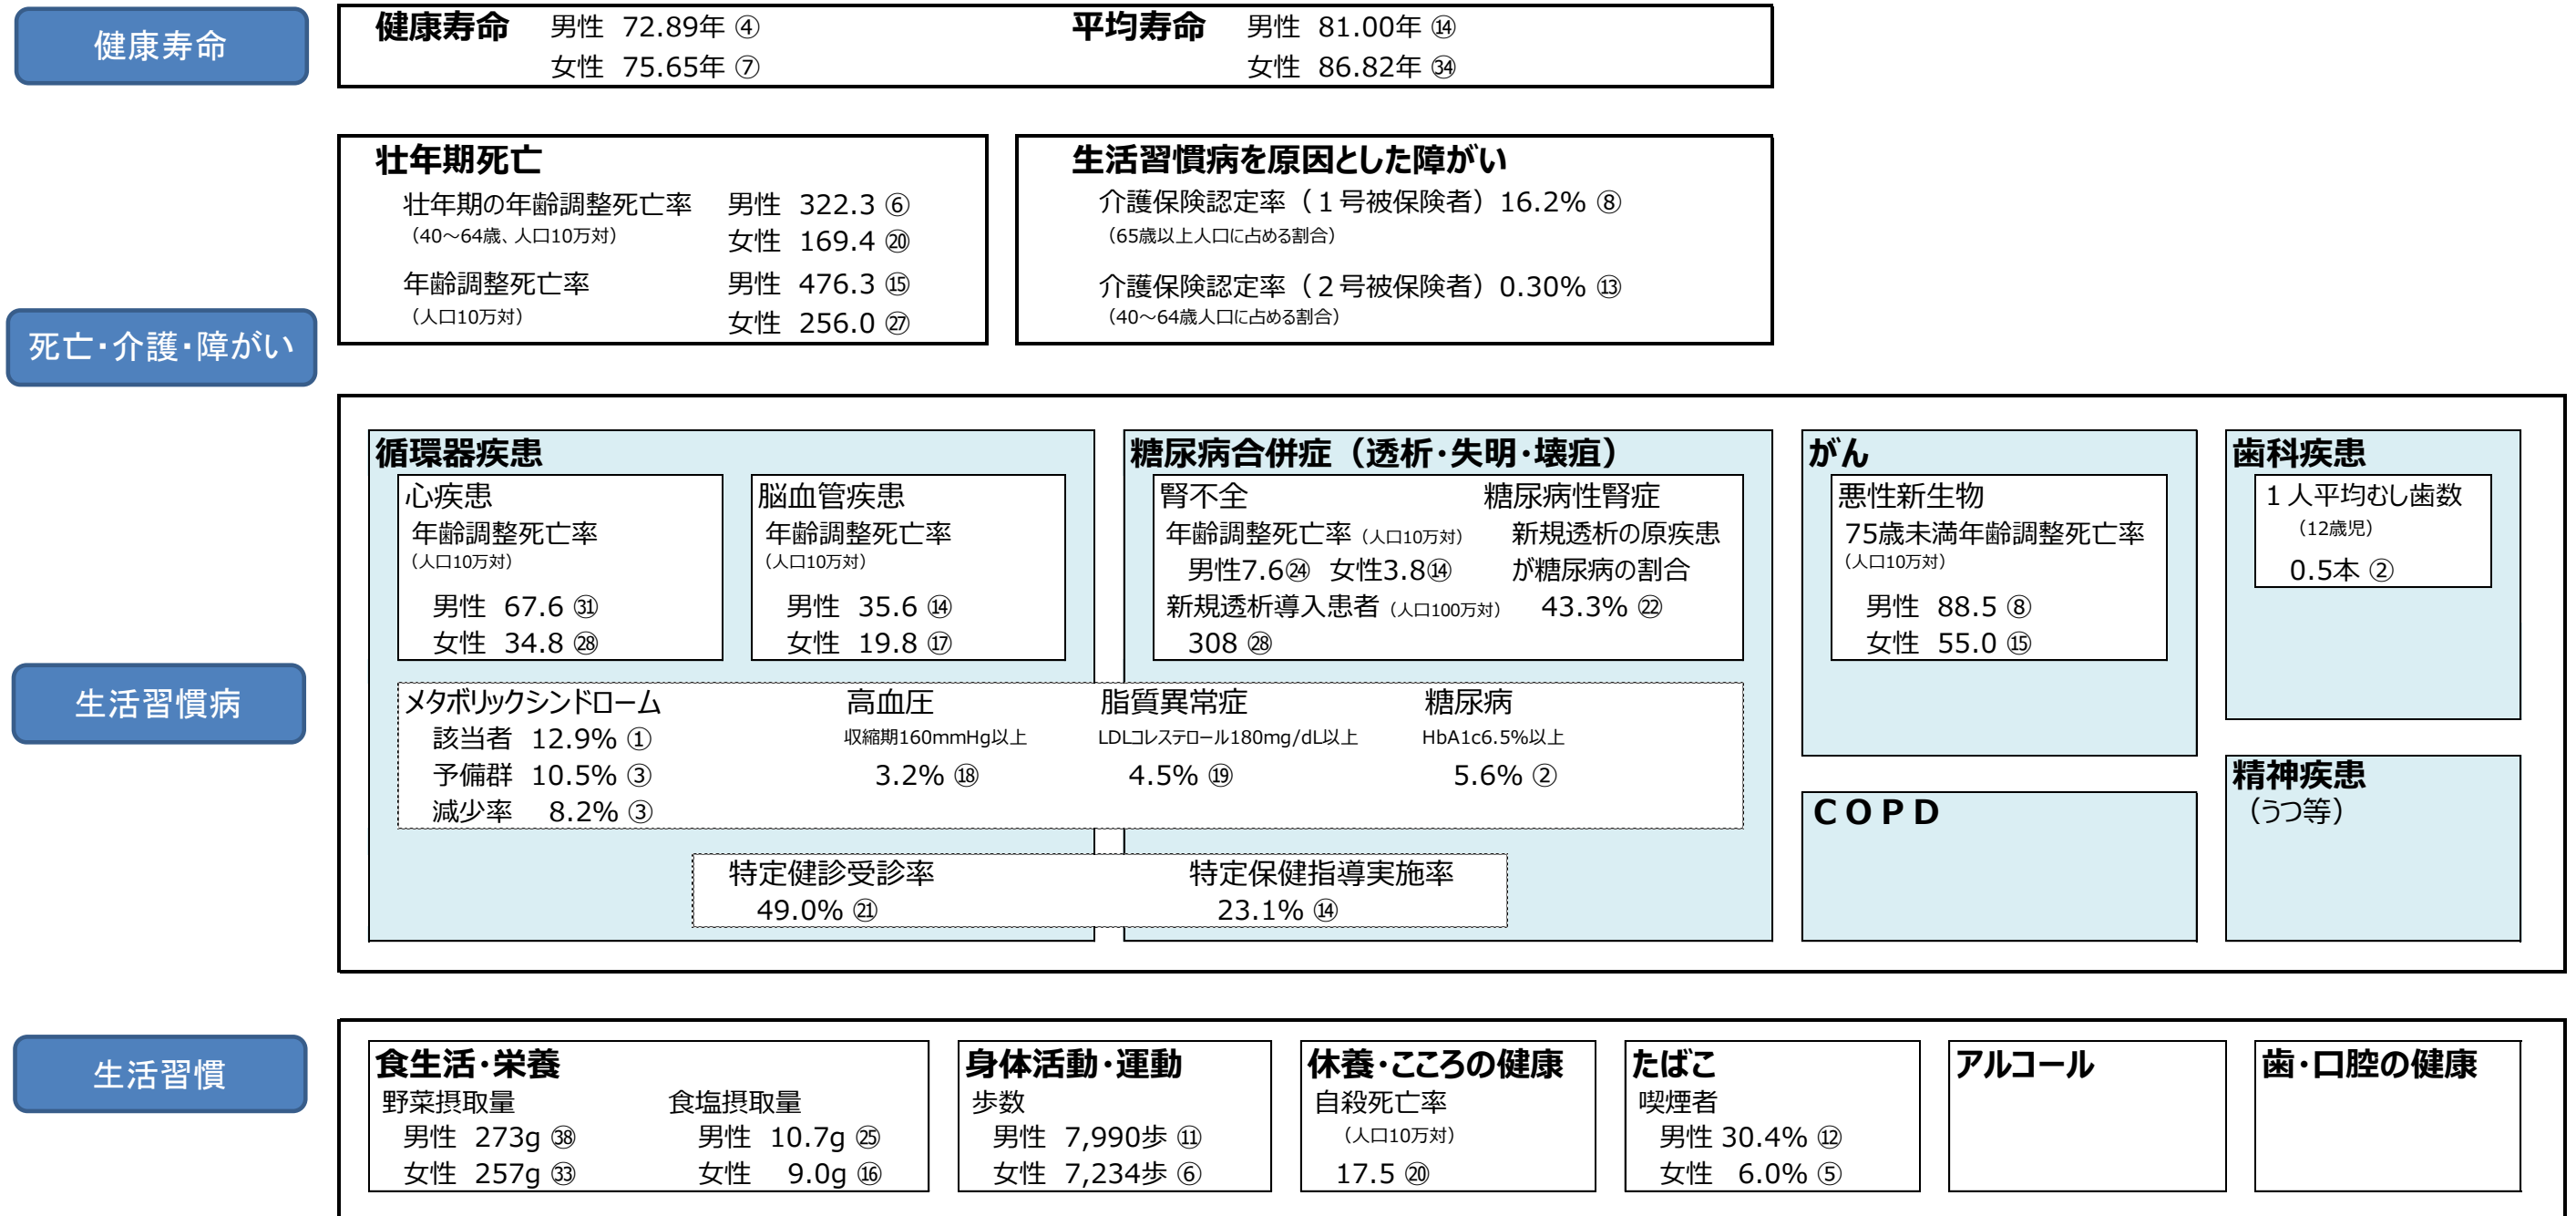 健康寿命
健康寿命 男性 72.89年 ④
女性 75.65年 ⑦
平均寿命 男性 81.00年 ⑭
女性 86.82年 ㉞
死亡・介護・障がい
壮年期死亡
壮年期の年齢調整死亡率 男性 322.3 ⑥
（40～64歳、人口10万対） 女性 169.4 ⑳
年齢調整死亡率 男性 476.3 ⑮
（人口10万対） 女性 256.0 ㉗
生活習慣病を原因とした障がい
介護保険認定率（１号被保険者）16.2% ⑧
（65歳以上人口に占める割合）
介護保険認定率（２号被保険者）0.30% ⑬
（40～64歳人口に占める割合）
生活習慣病
循環器疾患
心疾患
年齢調整死亡率
（人口10万対）
男性 67.6 ㉛
女性 34.8 ㉘
脳血管疾患
年齢調整死亡率
（人口10万対）
男性 35.6 ⑭
女性 19.8 ⑰
糖尿病合併症（透析・失明・壊疽）
腎不全
年齢調整死亡率（人口10万対）
男性7.6㉔ 女性3.8⑭
新規透析導入患者（人口100万対）
308 ㉘
糖尿病性腎症
新規透析の原疾患
が糖尿病の割合
43.3% ㉒
メタボリックシンドローム
該当者 12.9% ①
予備群 10.5% ③
減少率 8.2% ③
高血圧
収縮期160mmHg以上
3.2% ⑱
脂質異常症
LDLコレステロール180mg/dL以上
4.5% ⑲
糖尿病
HbA1c6.5%以上
5.6% ②
特定健診受診率
49.0% ㉑
特定保健指導実施率
23.1% ⑭
がん
悪性新生物
75歳未満年齢調整死亡率
（人口10万対）
男性 88.5 ⑧
女性 55.0 ⑮
ＣＯＰＤ
歯科疾患
１人平均むし歯数
（12歳児）
0.5本 ②
精神疾患
（うつ等）
生活習慣
食生活・栄養
野菜摂取量
男性 273g ㊳
女性 257g ㉝
食塩摂取量
男性 10.7g ㉕
女性 9.0g ⑯
身体活動・運動
歩数
男性 7,990歩 ⑪
女性 7,234歩 ⑥
休養・こころの健康
自殺死亡率
（人口10万対）
17.5 ⑳
たばこ
喫煙者
男性 30.4% ⑫
女性 6.0% ⑤
アルコール
歯・口腔の健康